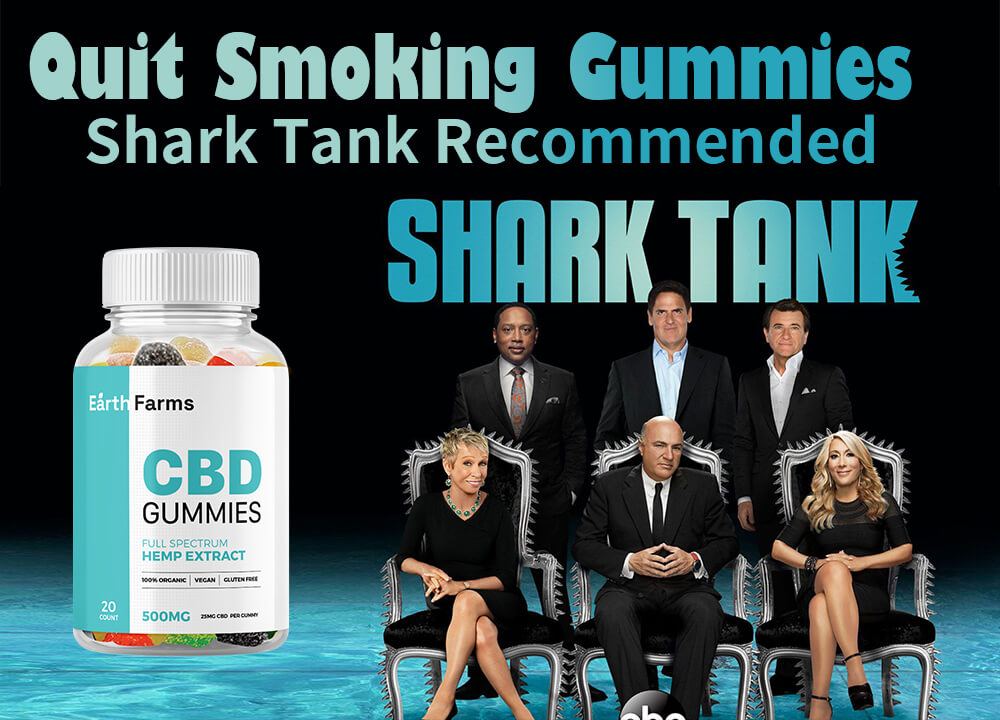 Quit Smoking Gummies
Shark Tank Recommended
SHARK TANK
Earth Farms
CBD
GUMMIES
FULL SPECTRUM
HEMP EXTRACT
100% ORGANIC | VEGAN | GLUTEN FREE
20
COUNT
500MG 25MG CBD PER GUMMY
abc